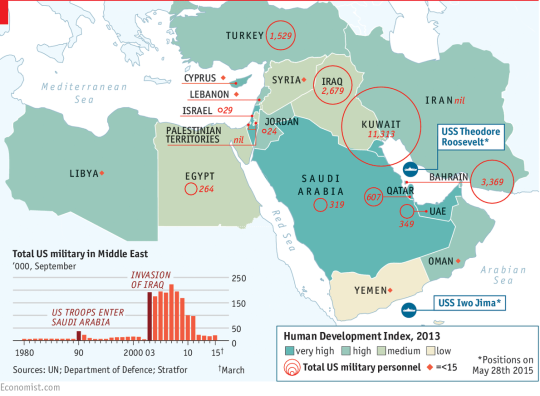 TURKEY 1,529
Mediterranean
Sea
CYPRUS
SYRIA
LEBANON
IRAQ
2,679
ISRAEL 29
IRAN nil
JORDAN
24
KUWAIT
11,313
PALESTINIAN
TERRITORIES nil
USS Theodore
Roosevelt*
LIBYA
EGYPT
264
SAUDI
ARABIA
319
BAHRAIN
3,369
QATAR
607
UAE
349
Red Sea
OMAN
Arabian
Sea
YEMEN
USS Iwo Jima*
Total US military in Middle East
'000, September
INVASION
OF IRAQ
US TROOPS ENTER
SAUDI ARABIA
250
200
150
100
50
0
1980 90 2000 03 10 15†
Sources: UN; Department of Defence; Stratfor †March
Human Development Index, 2013
very high high medium low
Total US military personnel =<15
*Positions on
May 28th 2015
Economist.com